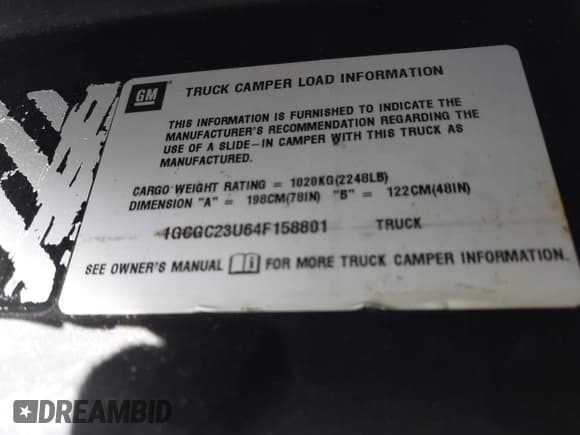 GM
TRUCK CAMPER LOAD INFORMATION
THIS INFORMATION IS FURNISHED TO INDICATE THE
MANUFACTURER'S RECOMMENDATION REGARDING THE
USE OF A SLIDE-IN CAMPER WITH THIS TRUCK AS
MANUFACTURED.
CARGO WEIGHT RATING = 1020KG(2248LB)
DIMENSION "A" = 198CM(78IN) "B" = 122CM(48IN)
1GCGC23U64F158801 TRUCK
SEE OWNER'S MANUAL FOR MORE TRUCK CAMPER INFORMATION.
DREAMBID